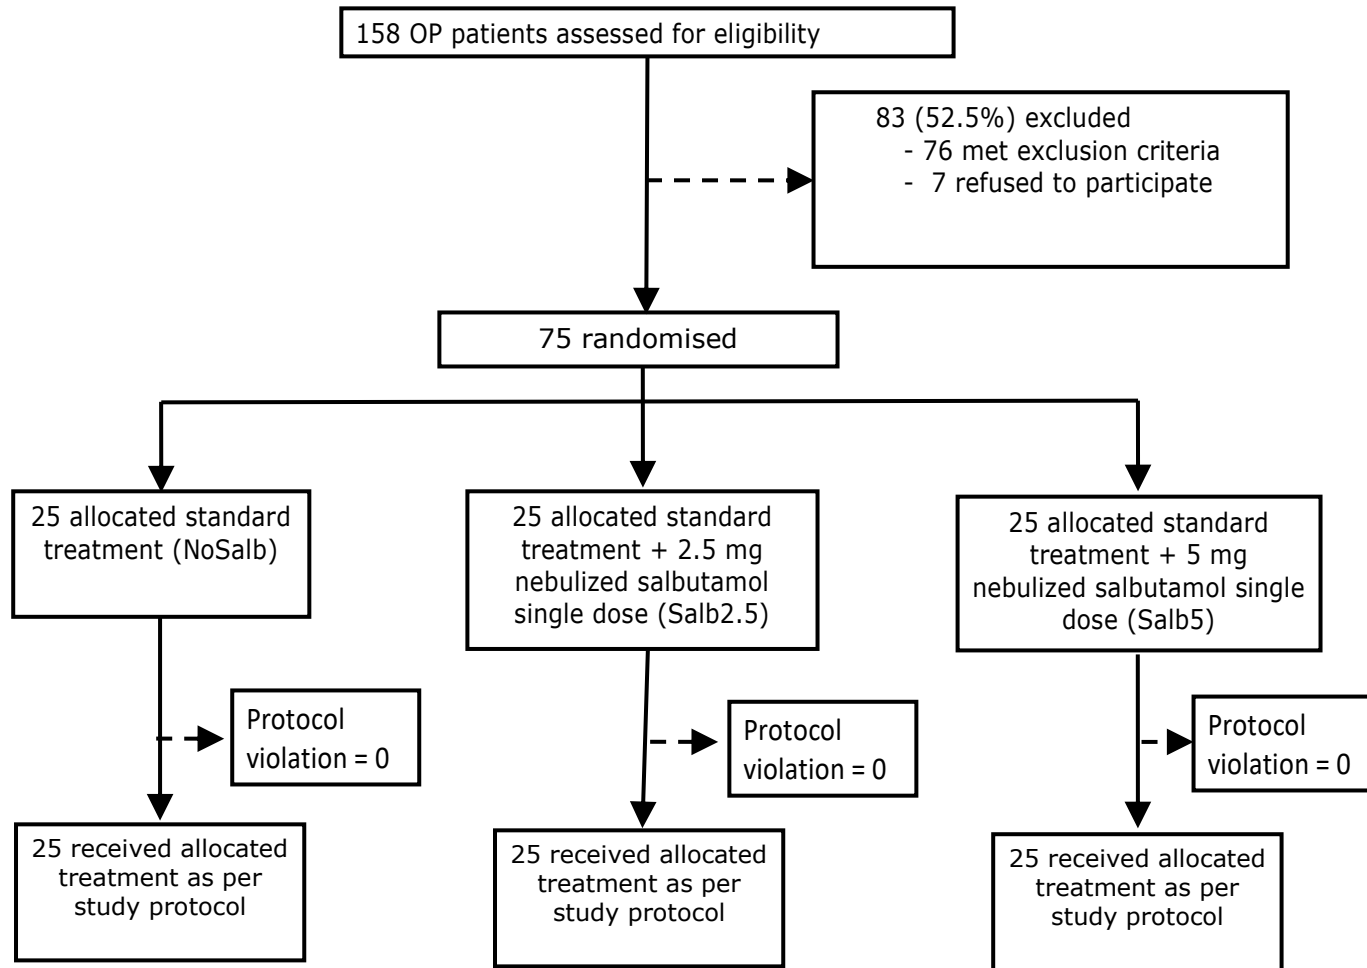 158 OP patients assessed for eligibility
83 (52.5%) excluded
- 76 met exclusion criteria
- 7 refused to participate
75 randomised
25 allocated standard
treatment (NoSalb)
25 allocated standard
treatment + 2.5 mg
nebulized salbutamol
single dose (Salb2.5)
25 allocated standard
treatment + 5 mg
nebulized salbutamol single
dose (Salb5)
Protocol
violation = 0
Protocol
violation = 0
Protocol
violation = 0
25 received allocated
treatment as per
study protocol
25 received allocated
treatment as per
study protocol
25 received allocated
treatment as per
study protocol